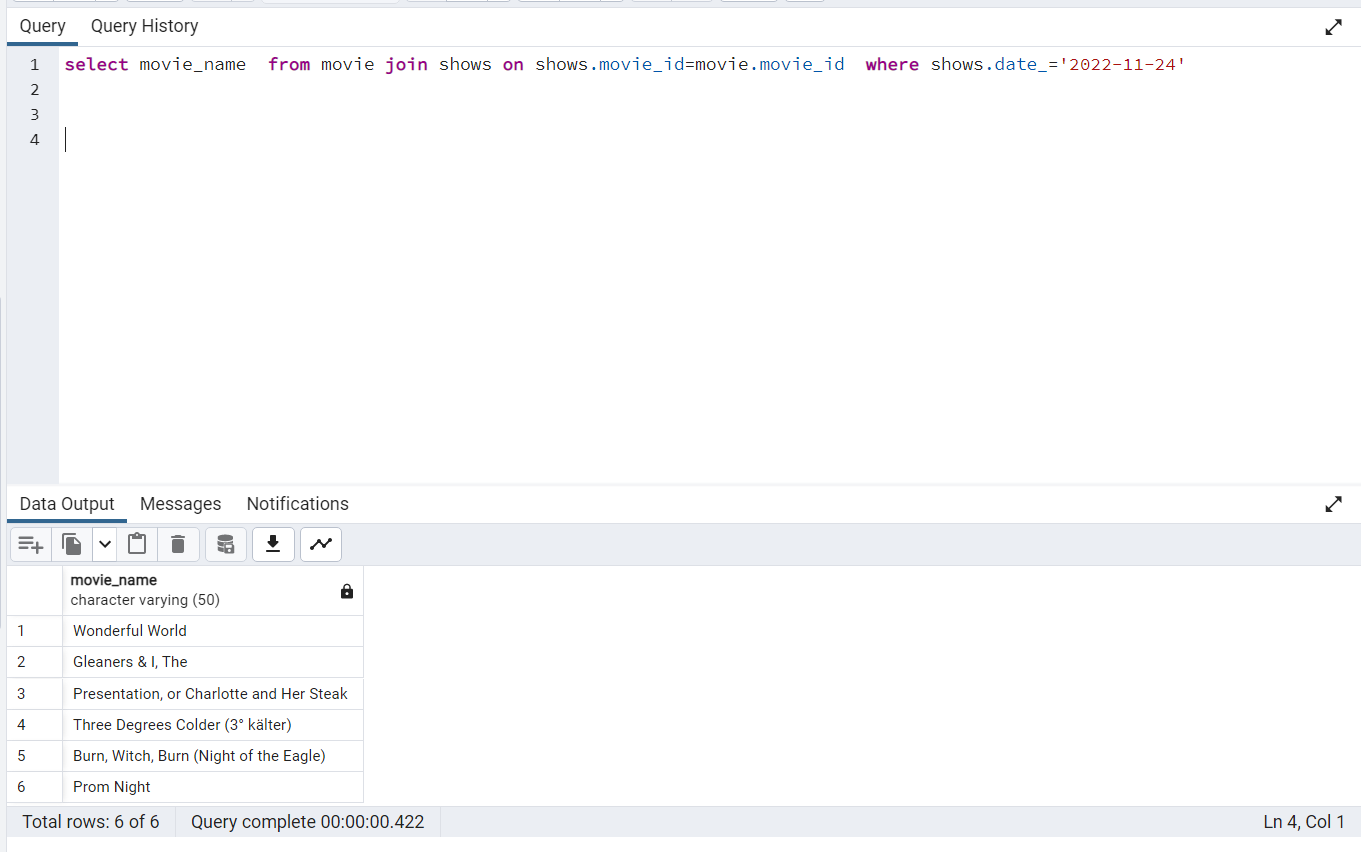 Query Query History
1 select movie_name  from movie join shows on shows.movie_id=movie.movie_id  where shows.date_='2022-11-24'
2
3
4
Data Output Messages Notifications
movie_name
character varying (50)
1 Wonderful World
2 Gleaners & I, The
3 Presentation, or Charlotte and Her Steak
4 Three Degrees Colder (3° kälter)
5 Burn, Witch, Burn (Night of the Eagle)
6 Prom Night
Total rows: 6 of 6 Query complete 00:00:00.422 Ln 4, Col 1